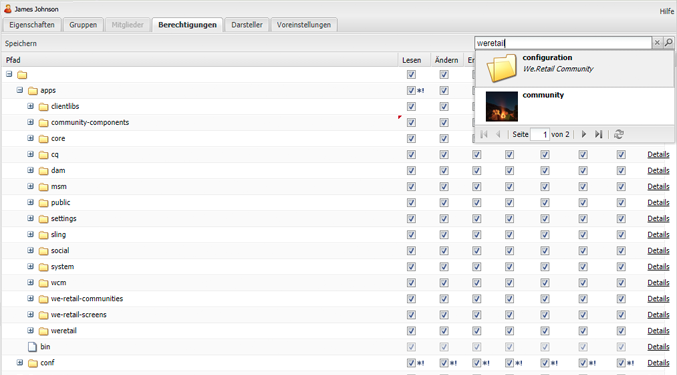 James Johnson
Hilfe
Eigenschaften Gruppen Mitglieder Berechtigungen Darsteller Voreinstellungen
Speichern weretail
Pfad Lesen Ändern
configuration
We.Retail Community
apps *!
community
clientlibs
community-components
core Seite 1 von 2
cq Details
dam Details
msm Details
public Details
settings Details
sling Details
social Details
system Details
wcm Details
we-retail-communities Details
we-retail-screens Details
weretail Details
bin Details
conf *! *! *! *! *! *! *! Details